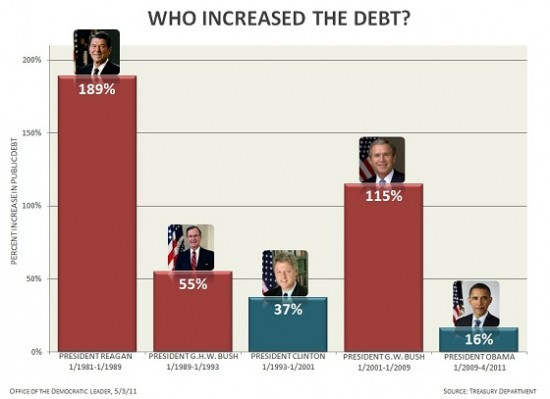 WHO INCREASED THE DEBT?
PERCENT INCREASE IN PUBLIC DEBT
200%
150%
100%
50%
0%
189%
55%
37%
115%
16%
PRESIDENT REAGAN
1/1981-1/1989
PRESIDENT G.H.W. BUSH
1/1989-1/1993
PRESIDENT CLINTON
1/1993-1/2001
PRESIDENT G.W. BUSH
1/2001-1/2009
PRESIDENT OBAMA
1/2009-4/2011
OFFICE OF THE DEMOCRATIC LEADER, 5/3/11
SOURCE: TREASURY DEPARTMENT